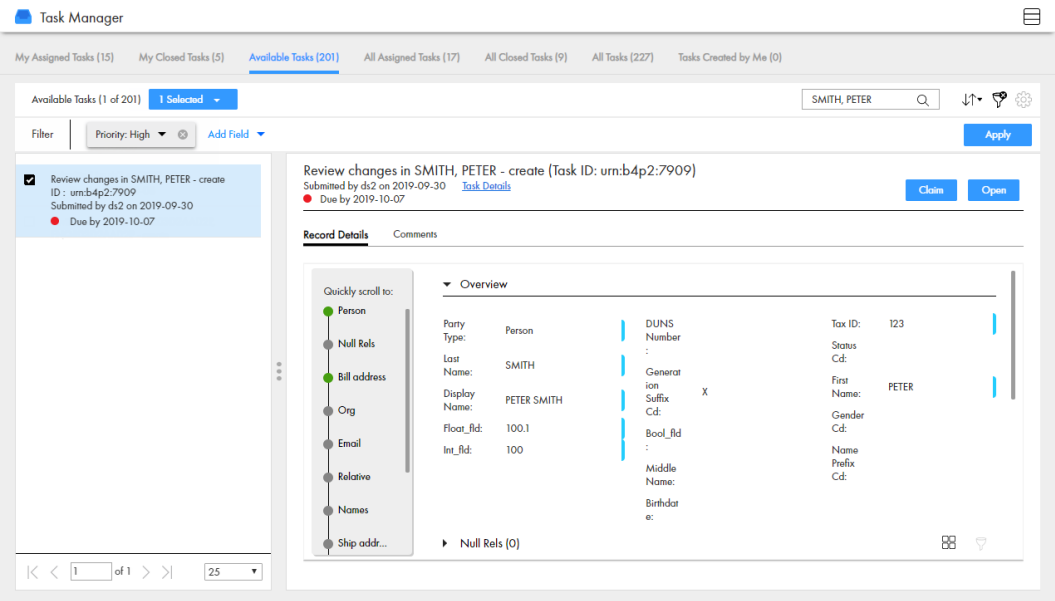 Task Manager
My Assigned Tasks (15) My Closed Tasks (5) Available Tasks (201) All Assigned Tasks (17) All Closed Tasks (9) All Tasks (227) Tasks Created by Me (0)
Available Tasks (1 of 201) 1 Selected SMITH, PETER
Filter Priority: High Add Field Apply
Review changes in SMITH, PETER - create
ID : urn:b4p2:7909
Submitted by ds2 on 2019-09-30
Due by 2019-10-07
1 of 1 25
Review changes in SMITH, PETER - create (Task ID: urn:b4p2:7909)
Submitted by ds2 on 2019-09-30 Task Details
Due by 2019-10-07
Claim Open
Record Details Comments
Quickly scroll to:
Person
Null Rels
Bill address
Org
Email
Relative
Names
Ship addr...
Overview
Party
Type: Person
Last
Name: SMITH
Display
Name: PETER SMITH
Float_fld: 100.1
Int_fld: 100
DUNS
Number
:
Generat
ion
Suffix
Cd: X
Bool_fld
:
Middle
Name:
Birthdat
e:
Tax ID: 123
Status
Cd:
First
Name: PETER
Gender
Cd:
Name
Prefix
Cd:
Null Rels (0)